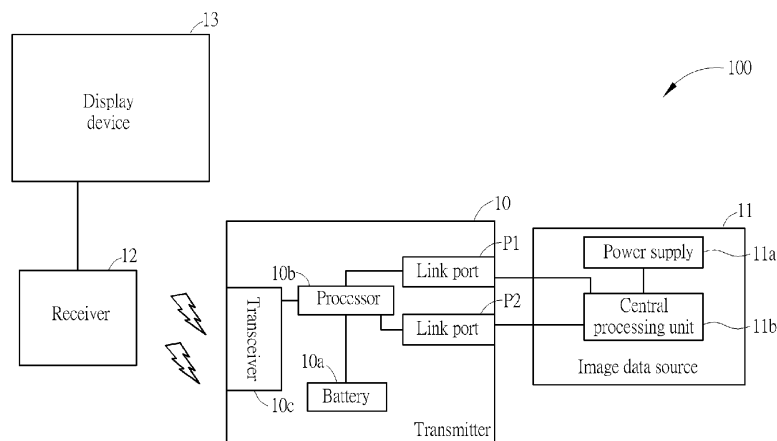 13
Display
device
100
12
Receiver
10
P1
10b
Link port
Processor
P2
Link port
Transceiver
10a
Battery
10c
Transmitter
11
Power supply
11a
Central
processing unit
11b
Image data source